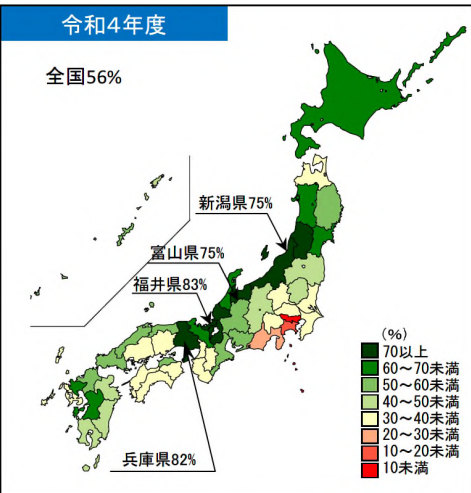 令和4年度
全国56%
新潟県75%
富山県75%
福井県83%
兵庫県82%
(%)
70以上
60～70未満
50～60未満
40～50未満
30～40未満
20～30未満
10～20未満
10未満